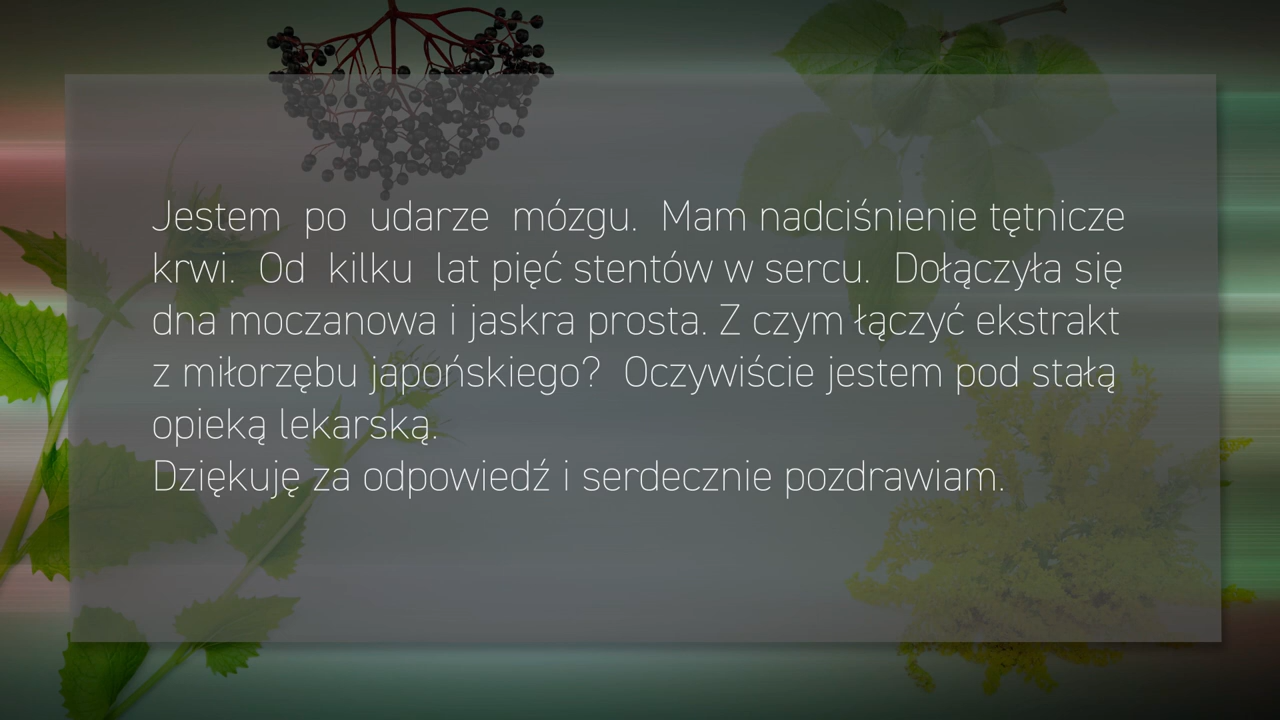 Jestem po udarze mózgu. Mam nadciśnienie tętnicze
krwi. Od kilku lat pięć stentów w sercu. Dołączyła się
dna moczanowa i jaskra prosta. Z czym łączyć ekstrakt
z miłorzębu japońskiego? Oczywiście jestem pod stałą
opieką lekarską.
Dziękuję za odpowiedź i serdecznie pozdrawiam.